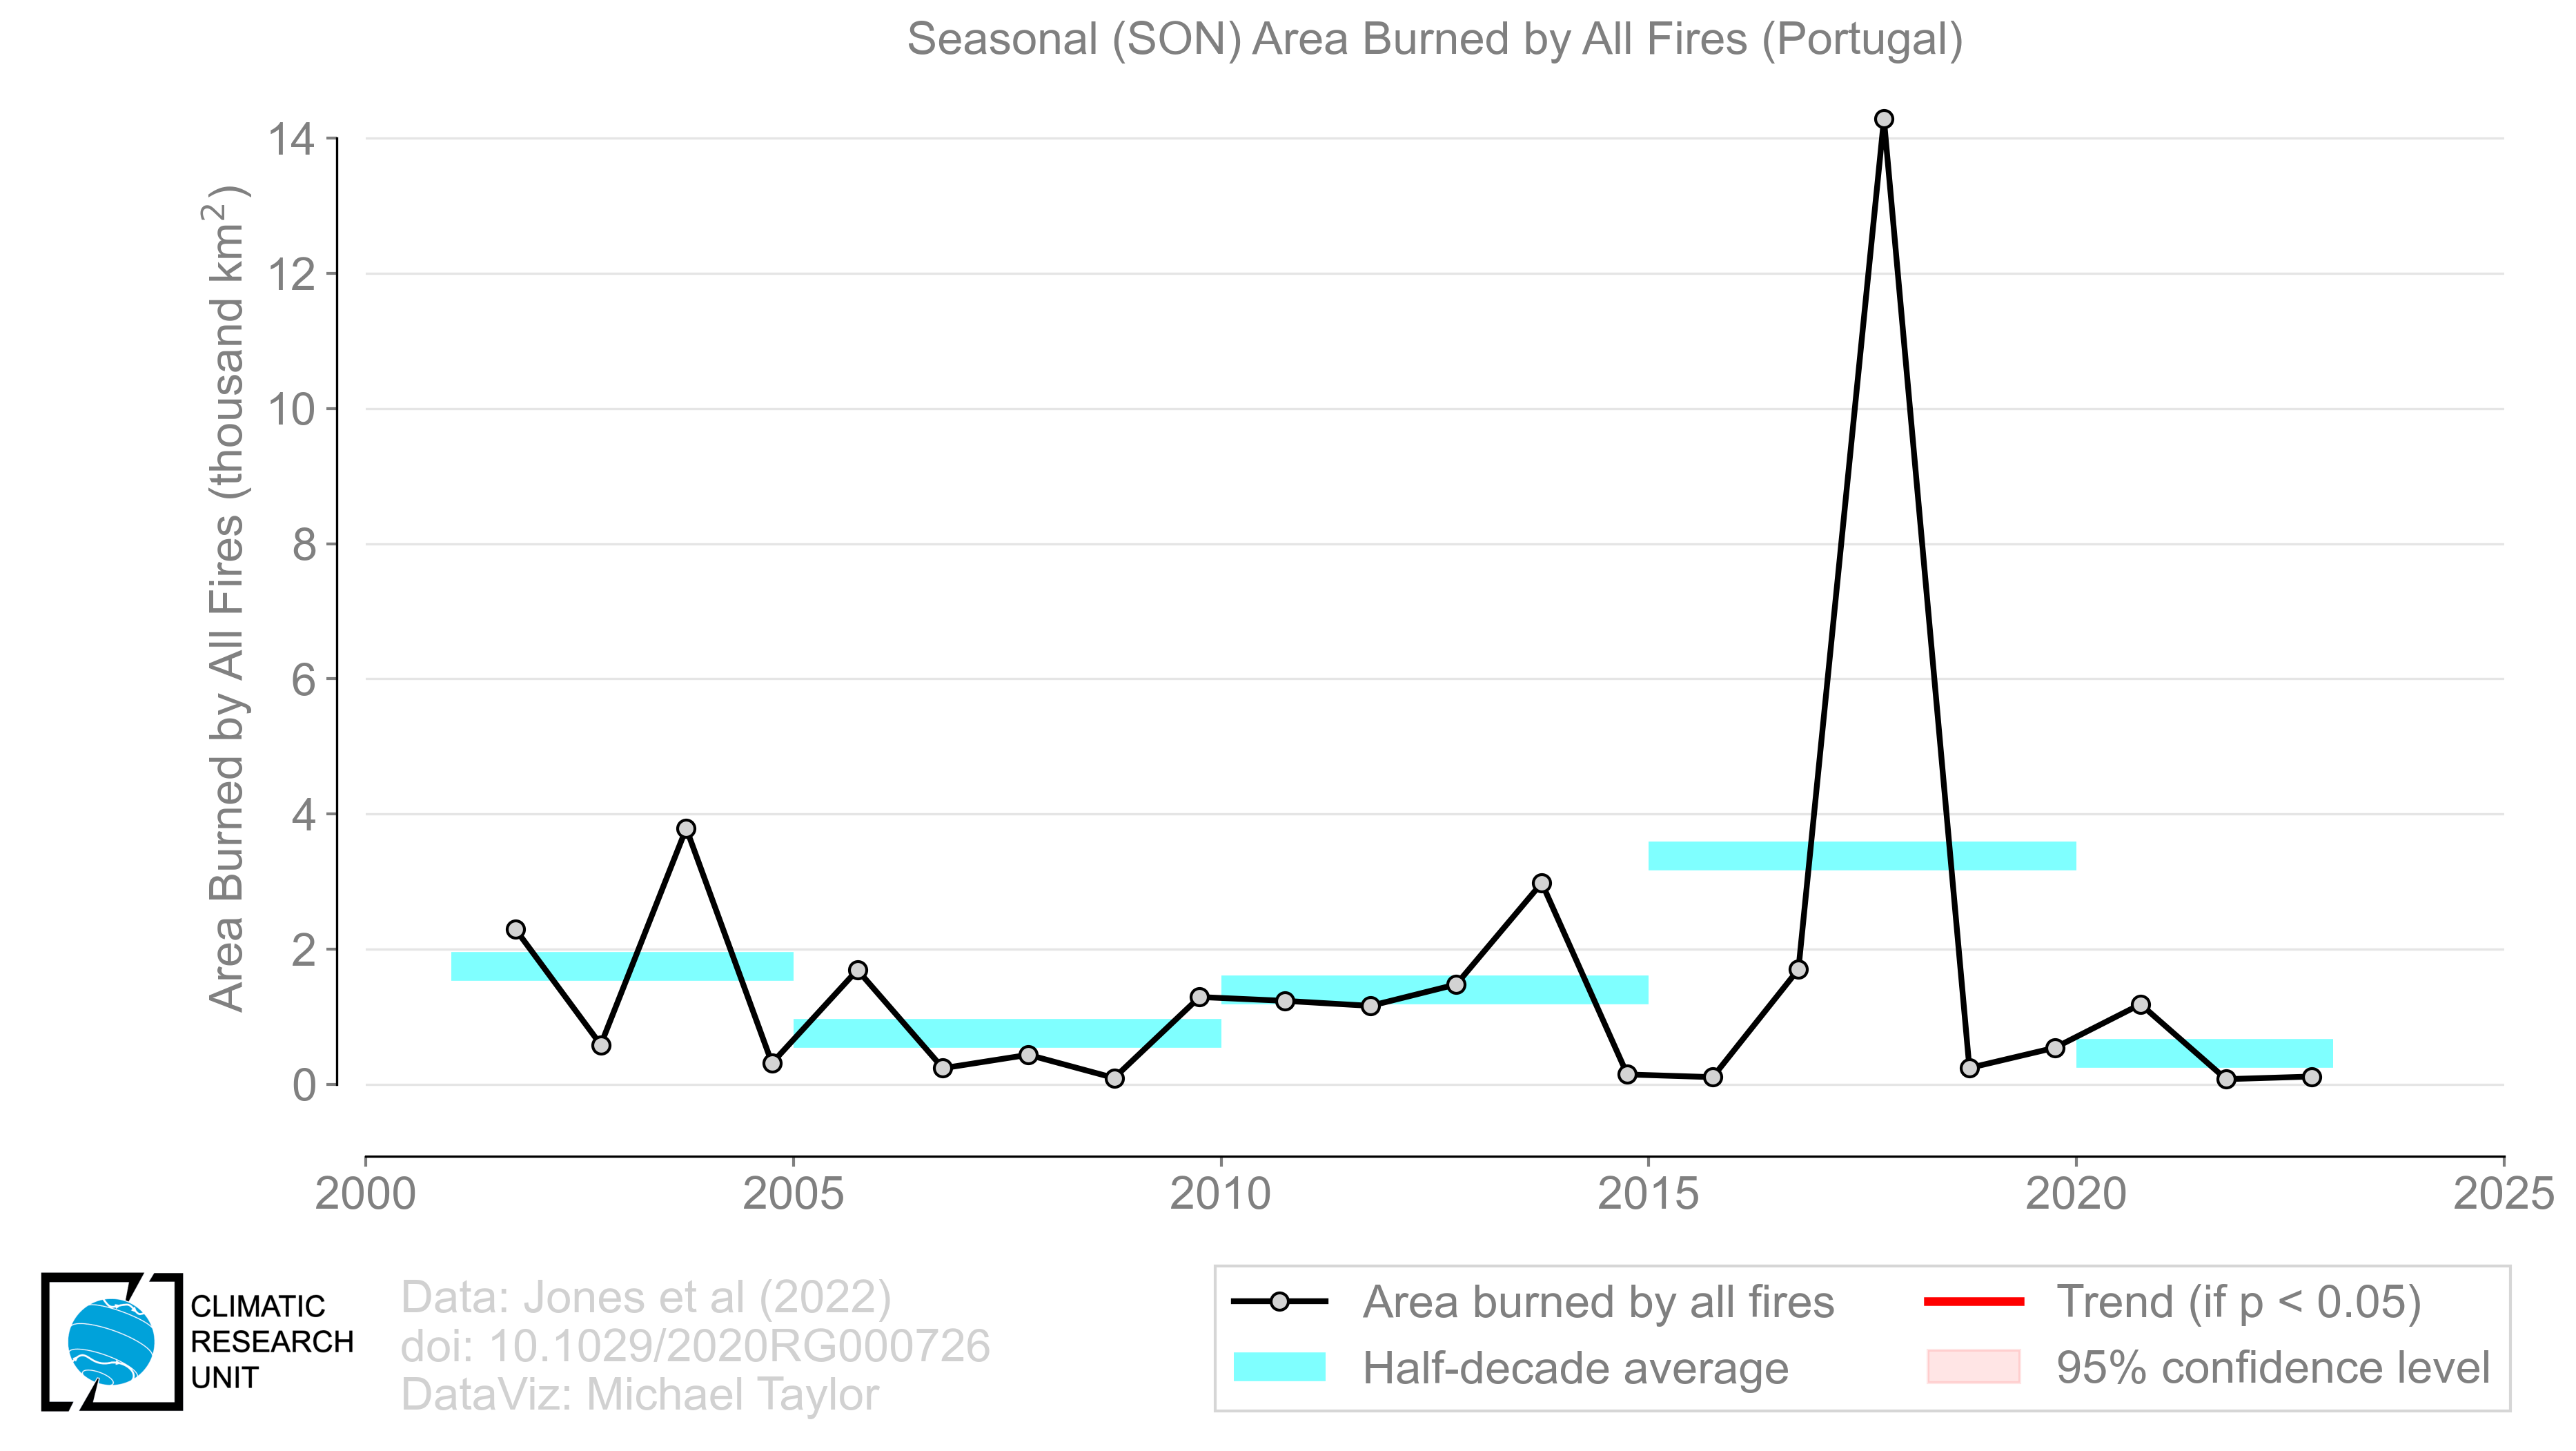 Seasonal (SON) Area Burned by All Fires (Portugal)
Area Burned by All Fires (thousand km²)
14
12
10
8
6
4
2
0
2000 2005 2010 2015 2020 2025
CLIMATIC
RESEARCH
UNIT
Data: Jones et al (2022)
doi: 10.1029/2020RG000726
DataViz: Michael Taylor
Area burned by all fires
Half-decade average
Trend (if p < 0.05)
95% confidence level